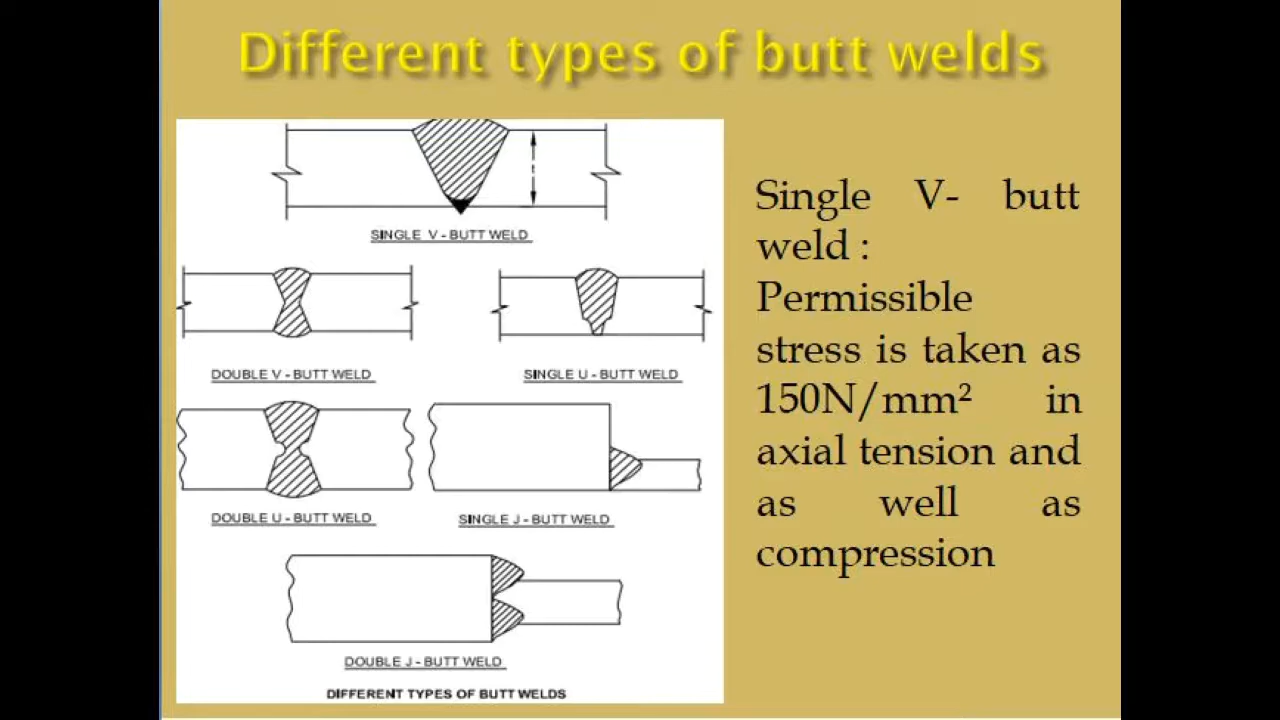 Different types of butt welds
SINGLE V - BUTT WELD
DOUBLE V - BUTT WELD
SINGLE U - BUTT WELD
DOUBLE U - BUTT WELD
SINGLE J - BUTT WELD
DOUBLE J - BUTT WELD
DIFFERENT TYPES OF BUTT WELDS
Single V- butt
weld :
Permissible
stress is taken as
150N/mm² in
axial tension and
as well as
compression